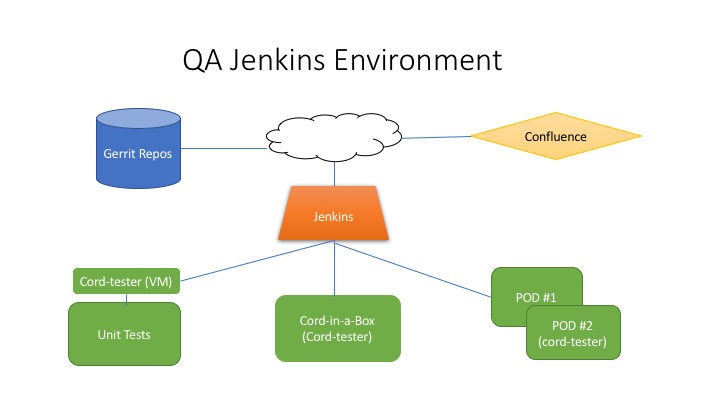 QA Jenkins Environment
Gerrit Repos
Confluence
Jenkins
Cord-tester (VM)
Unit Tests
Cord-in-a-Box
(Cord-tester)
POD #1
POD #2
(cord-tester)